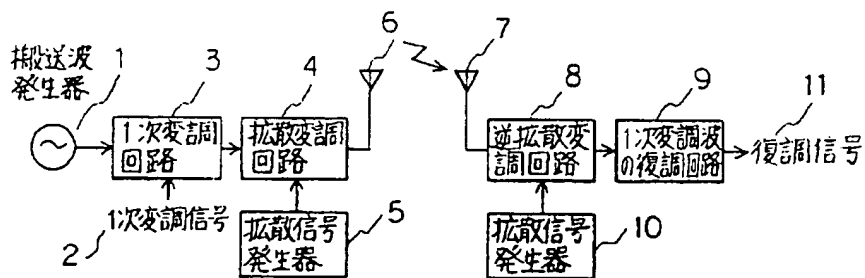 搬送波
発生器
1
3
4
6
7
8
9
11
1次変調
回路
拡散変調
回路
逆拡散変
調回路
1次変調波
の復調回路
復調信号
2
1次変調信号
拡散信号
発生器
5
拡散信号
発生器
10